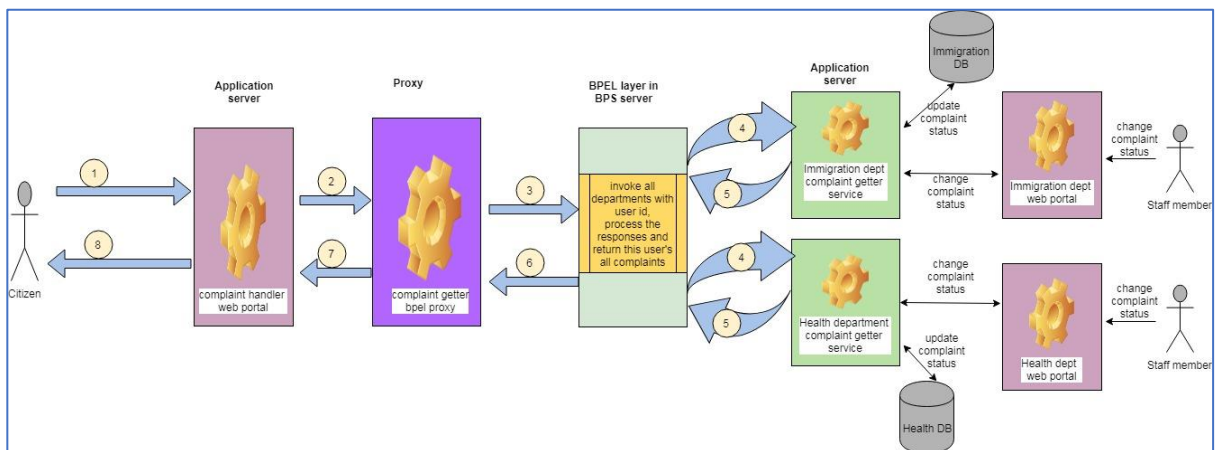 Application
server
Proxy
BPEL layer in
BPS server
Application
server
Immigration
DB
1
2
3
4
5
6
7
8
4
5
Citizen
complaint handler
web portal
complaint getter
bpel proxy
invoke all
departments with
user id,
process the
responses and
return this user's
all complaints
Immigration dept
complaint getter
service
update
complaint
status
change
complaint
status
Immigration dept
web portal
change
complaint
status
Staff member
Health department
complaint getter
service
change
complaint
status
update
complaint
status
Health dept
web portal
change
complaint
status
Staff member
Health DB